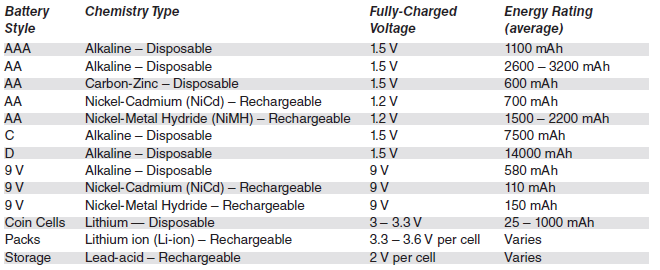 Battery Style Chemistry Type Fully-Charged Voltage Energy Rating (average)
AAA Alkaline – Disposable 1.5 V 1100 mAh
AA Alkaline – Disposable 1.5 V 2600 – 3200 mAh
AA Carbon-Zinc – Disposable 1.5 V 600 mAh
AA Nickel-Cadmium (NiCd) – Rechargeable 1.2 V 700 mAh
AA Nickel-Metal Hydride (NiMH) – Rechargeable 1.2 V 1500 – 2200 mAh
C Alkaline – Disposable 1.5 V 7500 mAh
D Alkaline – Disposable 1.5 V 14000 mAh
9 V Alkaline – Disposable 9 V 580 mAh
9 V Nickel-Cadmium (NiCd) – Rechargeable 9 V 110 mAh
9 V Nickel-Metal Hydride – Rechargeable 9 V 150 mAh
Coin Cells Lithium — Disposable 3 – 3.3 V 25 – 1000 mAh
Packs Lithium ion (Li-ion) – Rechargeable 3.3 – 3.6 V per cell Varies
Storage Lead-acid – Rechargeable 2 V per cell Varies